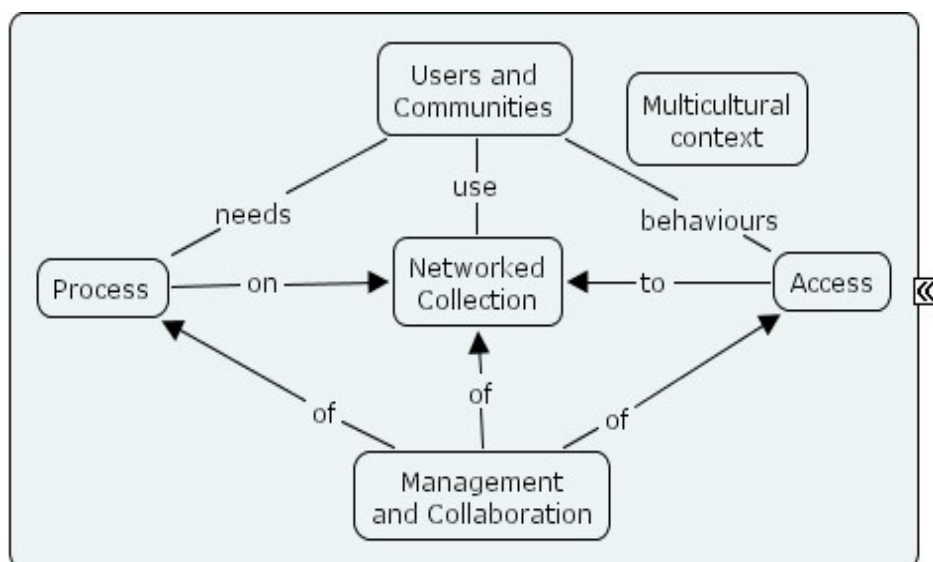 Users and
Communities
Multicultural
context
needs
use
behaviours
Process
on
Networked
Collection
to
Access
of
of
of
Management
and Collaboration